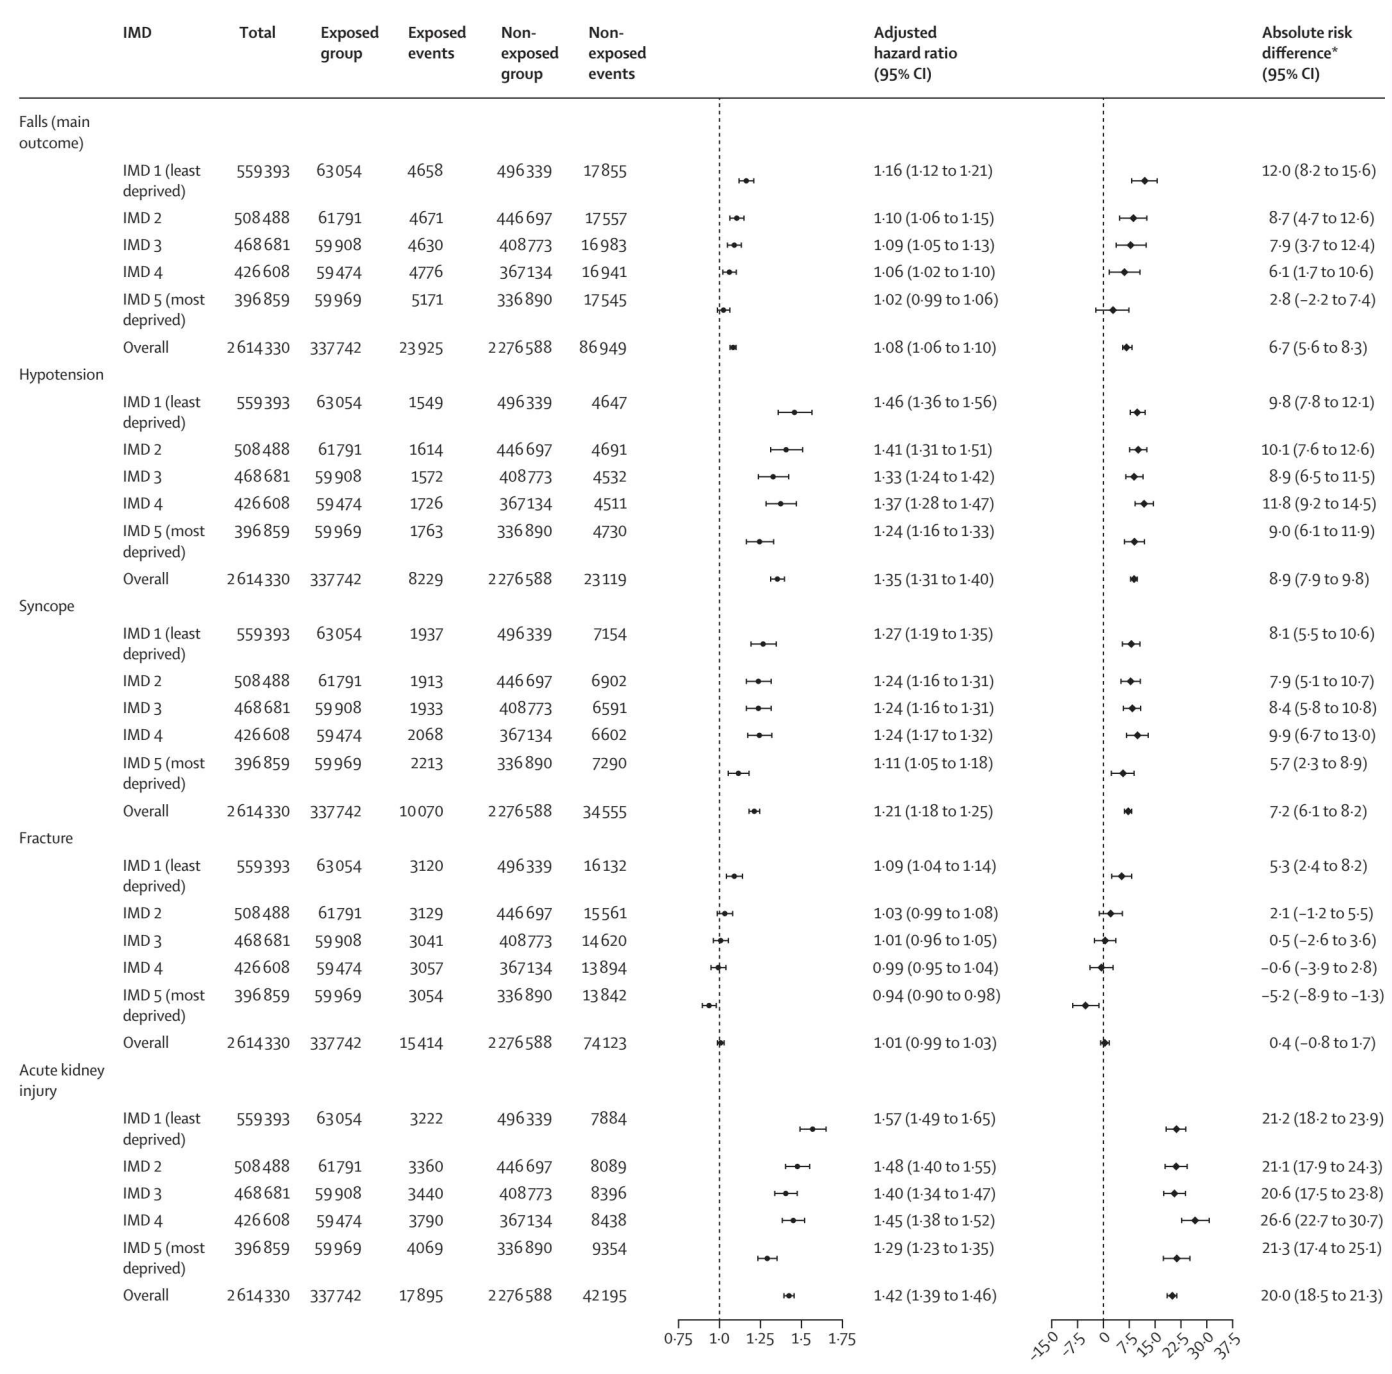 IMD Total Exposed group Exposed events Non-exposed group Non-exposed events Adjusted hazard ratio (95% CI) Absolute risk difference* (95% CI)
Falls (main outcome)
IMD 1 (least deprived) 559393 63054 4658 496339 17855 1·16 (1·12 to 1·21) 12·0 (8·2 to 15·6)
IMD 2 508488 61791 4671 446697 17557 1·10 (1·06 to 1·15) 8·7 (4·7 to 12·6)
IMD 3 468681 59908 4630 408773 16983 1·09 (1·05 to 1·13) 7·9 (3·7 to 12·4)
IMD 4 426608 59474 4776 367134 16941 1·06 (1·02 to 1·10) 6·1 (1·7 to 10·6)
IMD 5 (most deprived) 396859 59969 5171 336890 17545 1·02 (0·99 to 1·06) 2·8 (–2·2 to 7·4)
Overall 2614330 337742 23925 2276588 86949 1·08 (1·06 to 1·10) 6·7 (5·6 to 8·3)
Hypotension
IMD 1 (least deprived) 559393 63054 1549 496339 4647 1·46 (1·36 to 1·56) 9·8 (7·8 to 12·1)
IMD 2 508488 61791 1614 446697 4691 1·41 (1·31 to 1·51) 10·1 (7·6 to 12·6)
IMD 3 468681 59908 1572 408773 4532 1·33 (1·24 to 1·42) 8·9 (6·5 to 11·5)
IMD 4 426608 59474 1726 367134 4511 1·37 (1·28 to 1·47) 11·8 (9·2 to 14·5)
IMD 5 (most deprived) 396859 59969 1763 336890 4730 1·24 (1·16 to 1·33) 9·0 (6·1 to 11·9)
Overall 2614330 337742 8229 2276588 23119 1·35 (1·31 to 1·40) 8·9 (7·9 to 9·8)
Syncope
IMD 1 (least deprived) 559393 63054 1937 496339 7154 1·27 (1·19 to 1·35) 8·1 (5·5 to 10·6)
IMD 2 508488 61791 1913 446697 6902 1·24 (1·16 to 1·31) 7·9 (5·1 to 10·7)
IMD 3 468681 59908 1933 408773 6591 1·24 (1·16 to 1·31) 8·4 (5·8 to 10·8)
IMD 4 426608 59474 2068 367134 6602 1·24 (1·17 to 1·32) 9·9 (6·7 to 13·0)
IMD 5 (most deprived) 396859 59969 2213 336890 7290 1·11 (1·05 to 1·18) 5·7 (2·3 to 8·9)
Overall 2614330 337742 10070 2276588 34555 1·21 (1·18 to 1·25) 7·2 (6·1 to 8·2)
Fracture
IMD 1 (least deprived) 559393 63054 3120 496339 16132 1·09 (1·04 to 1·14) 5·3 (2·4 to 8·2)
IMD 2 508488 61791 3129 446697 15561 1·03 (0·99 to 1·08) 2·1 (–1·2 to 5·5)
IMD 3 468681 59908 3041 408773 14620 1·01 (0·96 to 1·05) 0·5 (–2·6 to 3·6)
IMD 4 426608 59474 3057 367134 13894 0·99 (0·95 to 1·04) –0·6 (–3·9 to 2·8)
IMD 5 (most deprived) 396859 59969 3054 336890 13842 0·94 (0·90 to 0·98) –5·2 (–8·9 to –1·3)
Overall 2614330 337742 15414 2276588 74123 1·01 (0·99 to 1·03) 0·4 (–0·8 to 1·7)
Acute kidney injury
IMD 1 (least deprived) 559393 63054 3222 496339 7884 1·57 (1·49 to 1·65) 21·2 (18·2 to 23·9)
IMD 2 508488 61791 3360 446697 8089 1·48 (1·40 to 1·55) 21·1 (17·9 to 24·3)
IMD 3 468681 59908 3440 408773 8396 1·40 (1·34 to 1·47) 20·6 (17·5 to 23·8)
IMD 4 426608 59474 3790 367134 8438 1·45 (1·38 to 1·52) 26·6 (22·7 to 30·7)
IMD 5 (most deprived) 396859 59969 4069 336890 9354 1·29 (1·23 to 1·35) 21·3 (17·4 to 25·1)
Overall 2614330 337742 17895 2276588 42195 1·42 (1·39 to 1·46) 20·0 (18·5 to 21·3)
0·75 1·0 1·25 1·5 1·75 –15·0 –7·5 0 7·5 15·0 22·5 30·0 37·5